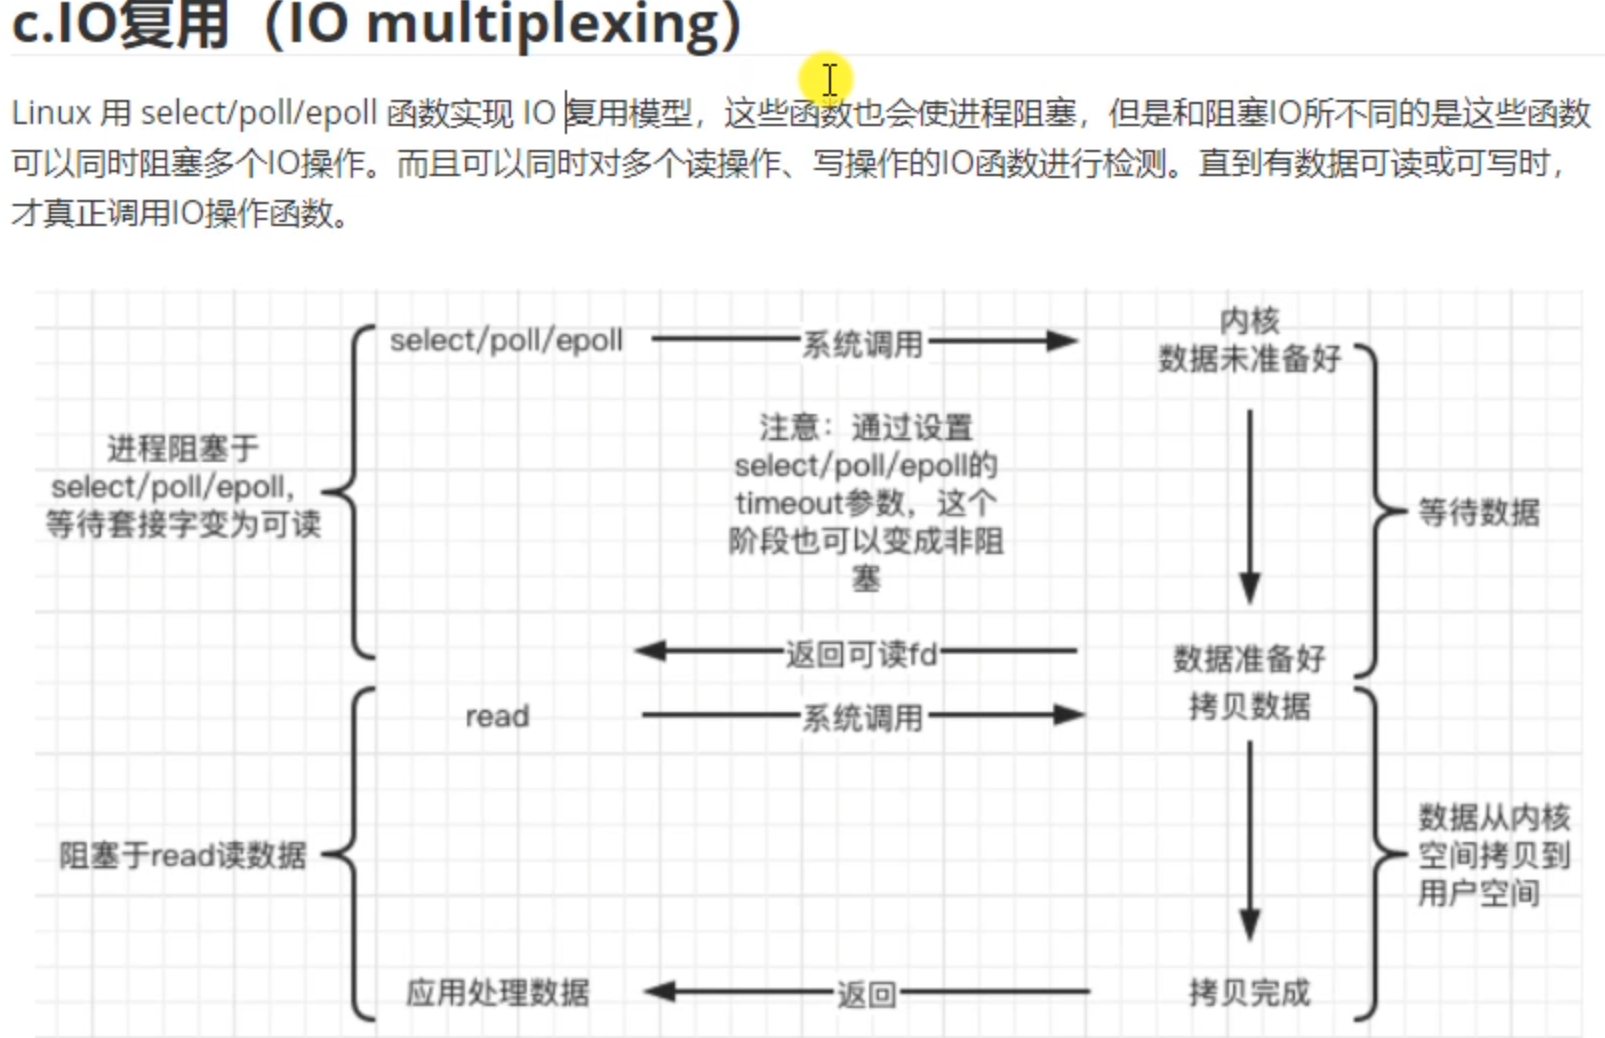 c.IO复用（IO multiplexing）
Linux 用 select/poll/epoll 函数实现 IO 复用模型，这些函数也会使进程阻塞，但是和阻塞IO所不同的是这些函数
可以同时阻塞多个IO操作。而且可以同时对多个读操作、写操作的IO函数进行检测。直到有数据可读或可写时，
才真正调用IO操作函数。
select/poll/epoll
系统调用
内核
数据未准备好
进程阻塞于
select/poll/epoll，
等待套接字变为可读
注意：通过设置
select/poll/epoll的
timeout参数，这个
阶段也可以变成非阻
塞
等待数据
返回可读fd
数据准备好
read
系统调用
拷贝数据
阻塞于read读数据
数据从内核
空间拷贝到
用户空间
应用处理数据
返回
拷贝完成